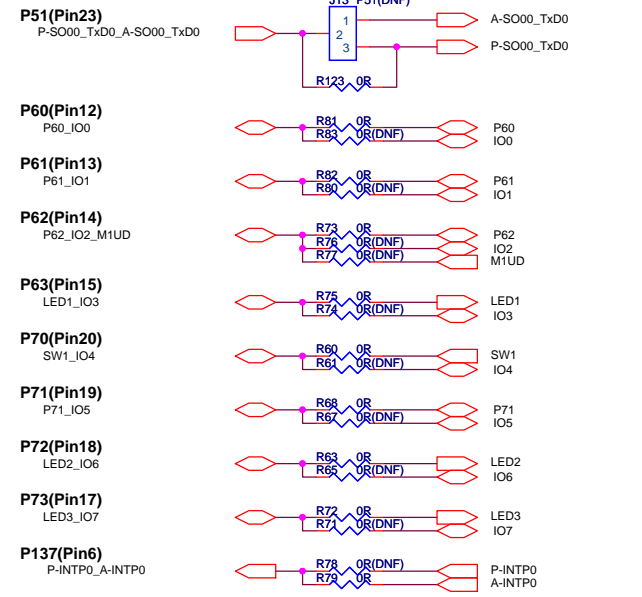 J13 P51(DNF)
P51(Pin23)
P-SO00_TxD0_A-SO00_TxD0
1
2
3
A-SO00_TxD0
P-SO00_TxD0
R123 0R
P60(Pin12)
P60_IO0
R81 0R
R83 0R(DNF)
P60
IO0
P61(Pin13)
P61_IO1
R82 0R
R80 0R(DNF)
P61
IO1
P62(Pin14)
P62_IO2_M1UD
R73 0R
R76 0R(DNF)
R77 0R(DNF)
P62
IO2
M1UD
P63(Pin15)
LED1_IO3
R75 0R
R74 0R(DNF)
LED1
IO3
P70(Pin20)
SW1_IO4
R60 0R
R61 0R(DNF)
SW1
IO4
P71(Pin19)
P71_IO5
R68 0R
R67 0R(DNF)
P71
IO5
P72(Pin18)
LED2_IO6
R63 0R
R65 0R(DNF)
LED2
IO6
P73(Pin17)
LED3_IO7
R72 0R
R71 0R(DNF)
LED3
IO7
P137(Pin6)
P-INTP0_A-INTP0
R78 0R(DNF)
R79 0R
P-INTP0
A-INTP0